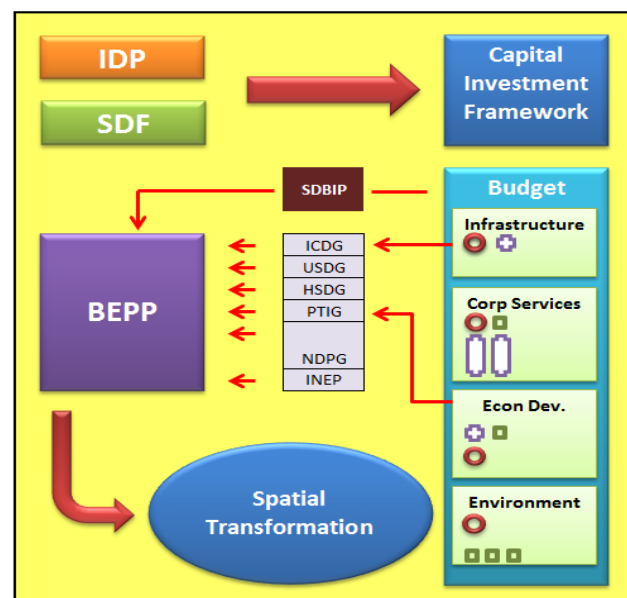 IDP
SDF
Capital
Investment
Framework
SDBIP
Budget
Infrastructure
Corp Services
Econ Dev.
Environment
BEPP
ICDG
USDG
HSDG
PTIG
NDPG
INEP
Spatial
Transformation